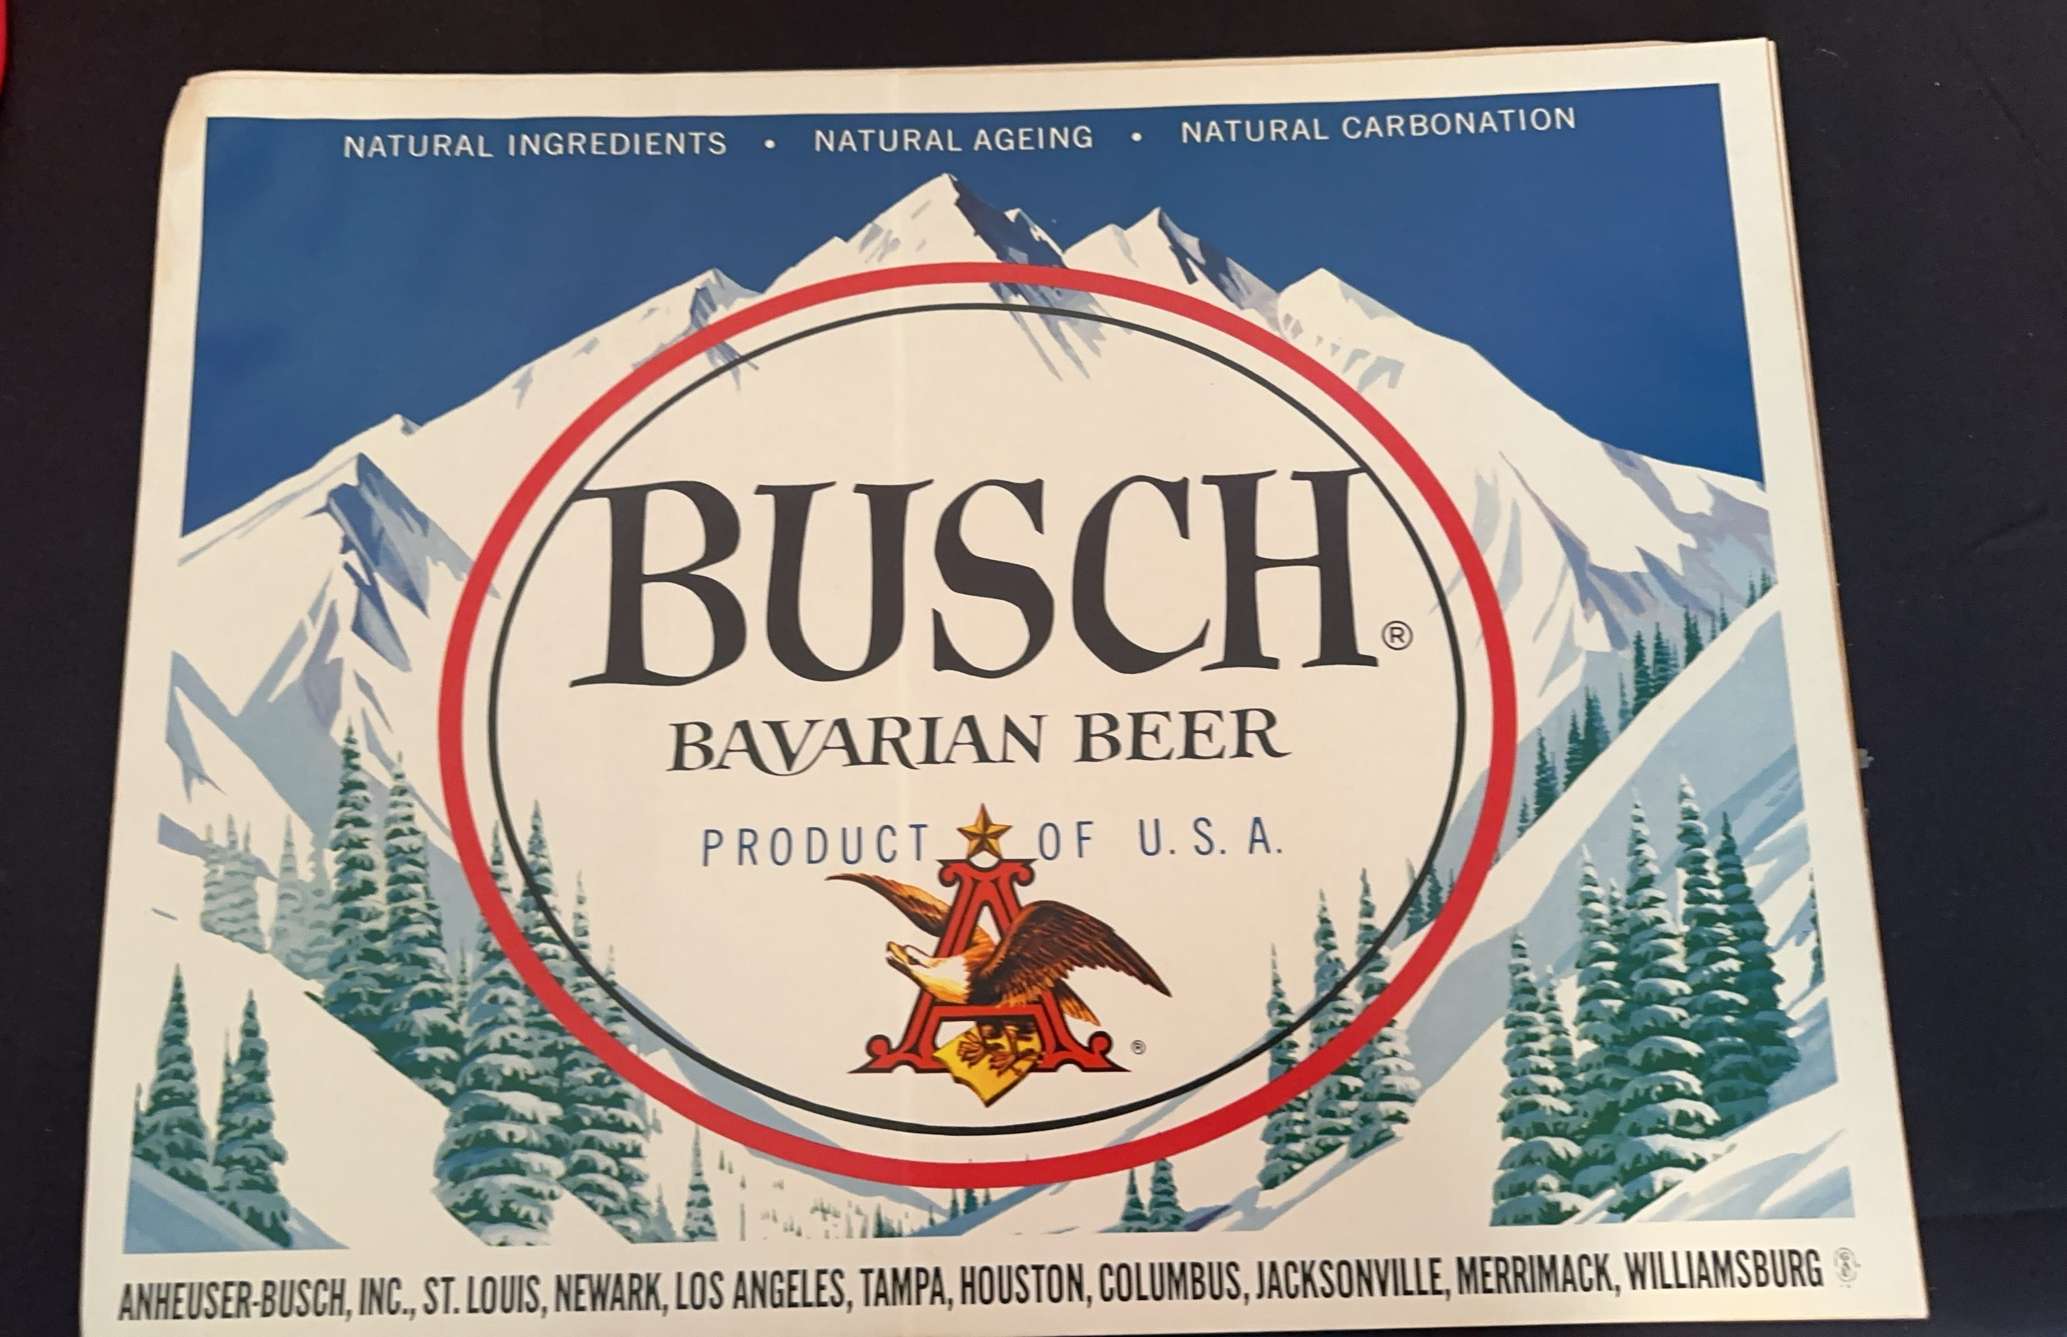 NATURAL INGREDIENTS • NATURAL AGEING • NATURAL CARBONATION
BUSCH®
BAVARIAN BEER
PRODUCT OF U.S.A.
A®
ANHEUSER-BUSCH, INC., ST. LOUIS, NEWARK, LOS ANGELES, TAMPA, HOUSTON, COLUMBUS, JACKSONVILLE, MERRIMACK, WILLIAMSBURG